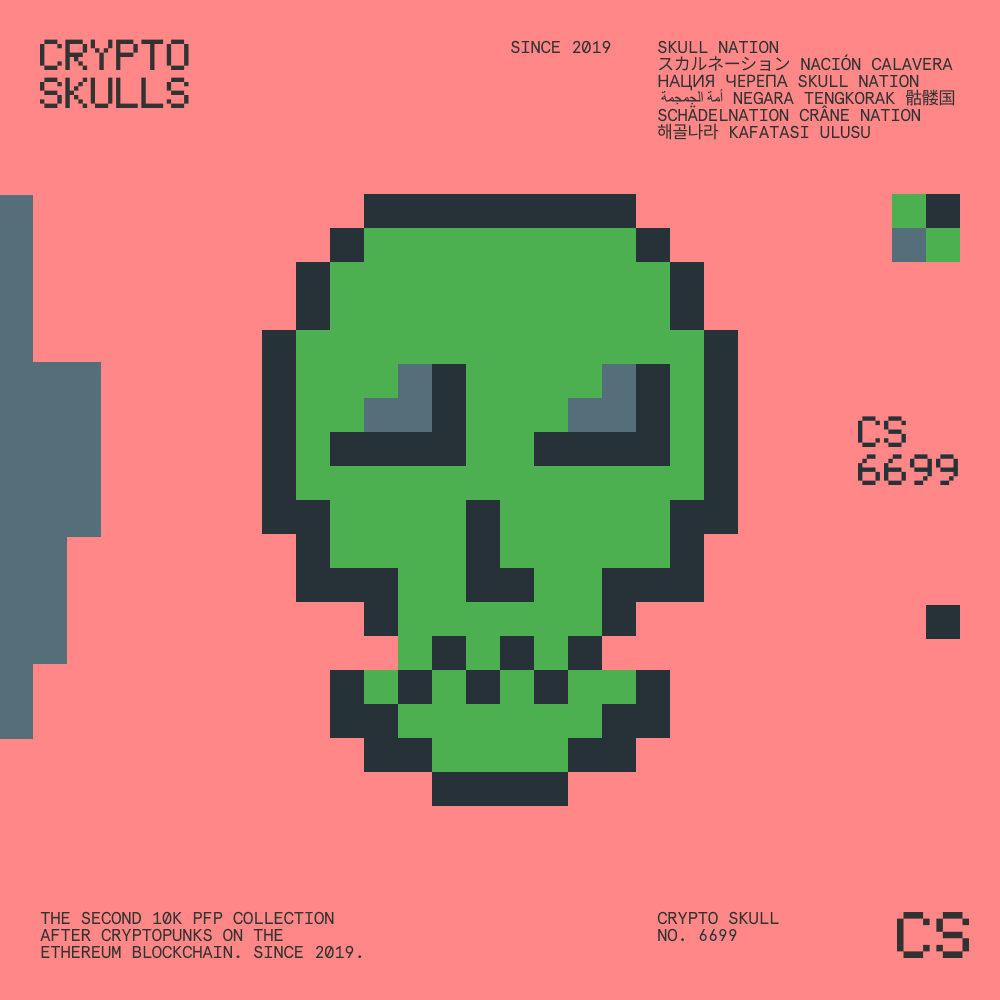 CRYPTO
SKULLS
SINCE 2019
SKULL NATION
スカルネーション NACIÓN CALAVERA
НАЦИЯ ЧЕРЕПА SKULL NATION
أمة الجمجمة NEGARA TENGKORAK 骷髅国
SCHÄDELNATION CRÂNE NATION
해골나라 KAFATASI ULUSU
CS
6699
THE SECOND 10K PFP COLLECTION
AFTER CRYPTOPUNKS ON THE
ETHEREUM BLOCKCHAIN. SINCE 2019.
CRYPTO SKULL
NO. 6699
CS